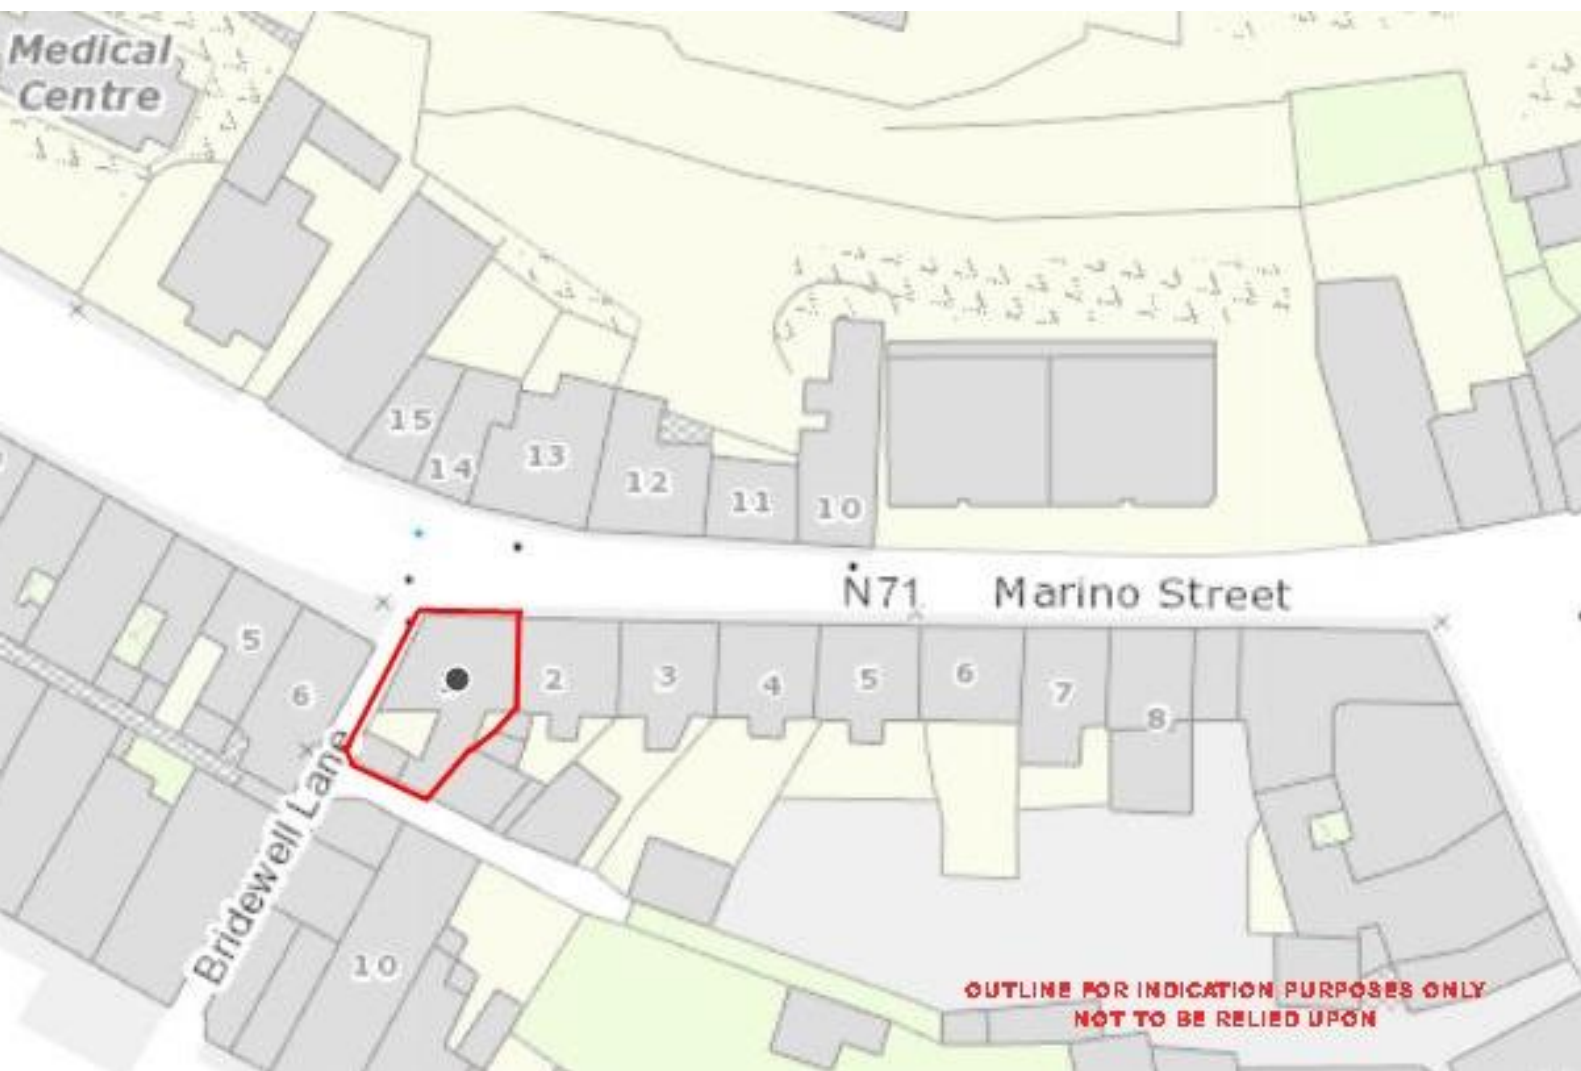 Medical
Centre
15
14
13
12
11
10
N71 Marino Street
5
6
2
3
4
5
6
7
8
Bridewell Lane
10
OUTLINE FOR INDICATION PURPOSES ONLY
NOT TO BE RELIED UPON